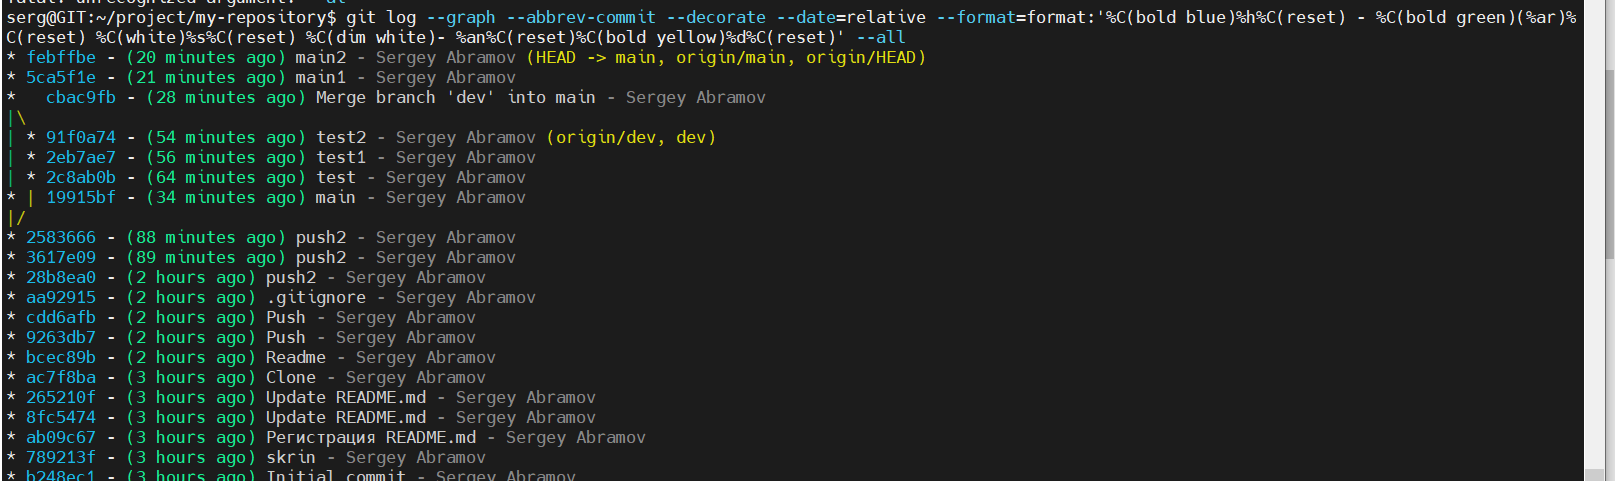 serg@GIT:~/project/my-repository$ git log --graph --abbrev-commit --decorate --date=relative --format=format:'%C(bold blue)%h%C(reset) - %C(bold green)(%ar)%
C(reset) %C(white)%s%C(reset) %C(dim white)- %an%C(reset)%C(bold yellow)%d%C(reset)' --all
* febffbe - (20 minutes ago) main2 - Sergey Abramov (HEAD -> main, origin/main, origin/HEAD)
* 5ca5f1e - (21 minutes ago) main1 - Sergey Abramov
*   cbac9fb - (28 minutes ago) Merge branch 'dev' into main - Sergey Abramov
|\
| * 91f0a74 - (54 minutes ago) test2 - Sergey Abramov (origin/dev, dev)
| * 2eb7ae7 - (56 minutes ago) test1 - Sergey Abramov
| * 2c8ab0b - (64 minutes ago) test - Sergey Abramov
* | 19915bf - (34 minutes ago) main - Sergey Abramov
|/
* 2583666 - (88 minutes ago) push2 - Sergey Abramov
* 3617e09 - (89 minutes ago) push2 - Sergey Abramov
* 28b8ea0 - (2 hours ago) push2 - Sergey Abramov
* aa92915 - (2 hours ago) .gitignore - Sergey Abramov
* cdd6afb - (2 hours ago) Push - Sergey Abramov
* 9263db7 - (2 hours ago) Push - Sergey Abramov
* bcec89b - (2 hours ago) Readme - Sergey Abramov
* ac7f8ba - (3 hours ago) Clone - Sergey Abramov
* 265210f - (3 hours ago) Update README.md - Sergey Abramov
* 8fc5474 - (3 hours ago) Update README.md - Sergey Abramov
* ab09c67 - (3 hours ago) Регистрация README.md - Sergey Abramov
* 789213f - (3 hours ago) skrin - Sergey Abramov
* b248ec1 - (3 hours ago) Initial commit - Sergey Abramov